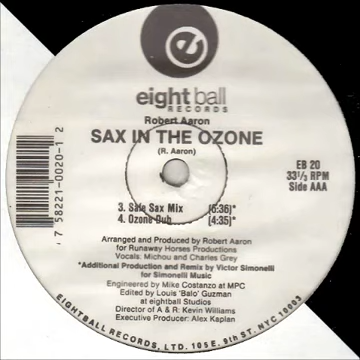 e
eight ball
RECORDS
Robert Aaron
SAX IN THE OZONE
(R. Aaron)
EB 20
33⅓ RPM
Side AAA
3. Safe Sax Mix [5:36]*
4. Ozone Dub [4:35]*
Arranged and Produced by Robert Aaron
for Runaway Horses Productions
Vocals: Michou and Charles Grey
*Additional Production and Remix by Victor Simonelli
for Simonelli Music
Engineered by Mike Costanzo at MPC
Edited by Louis 'Balo' Guzman
at eightball Studios
Director of A & R: Kevin Williams
Executive Producer: Alex Kaplan
EIGHTBALL RECORDS, LTD. 105 E. 9th ST. NYC 10003
7 58221-0020-1 2